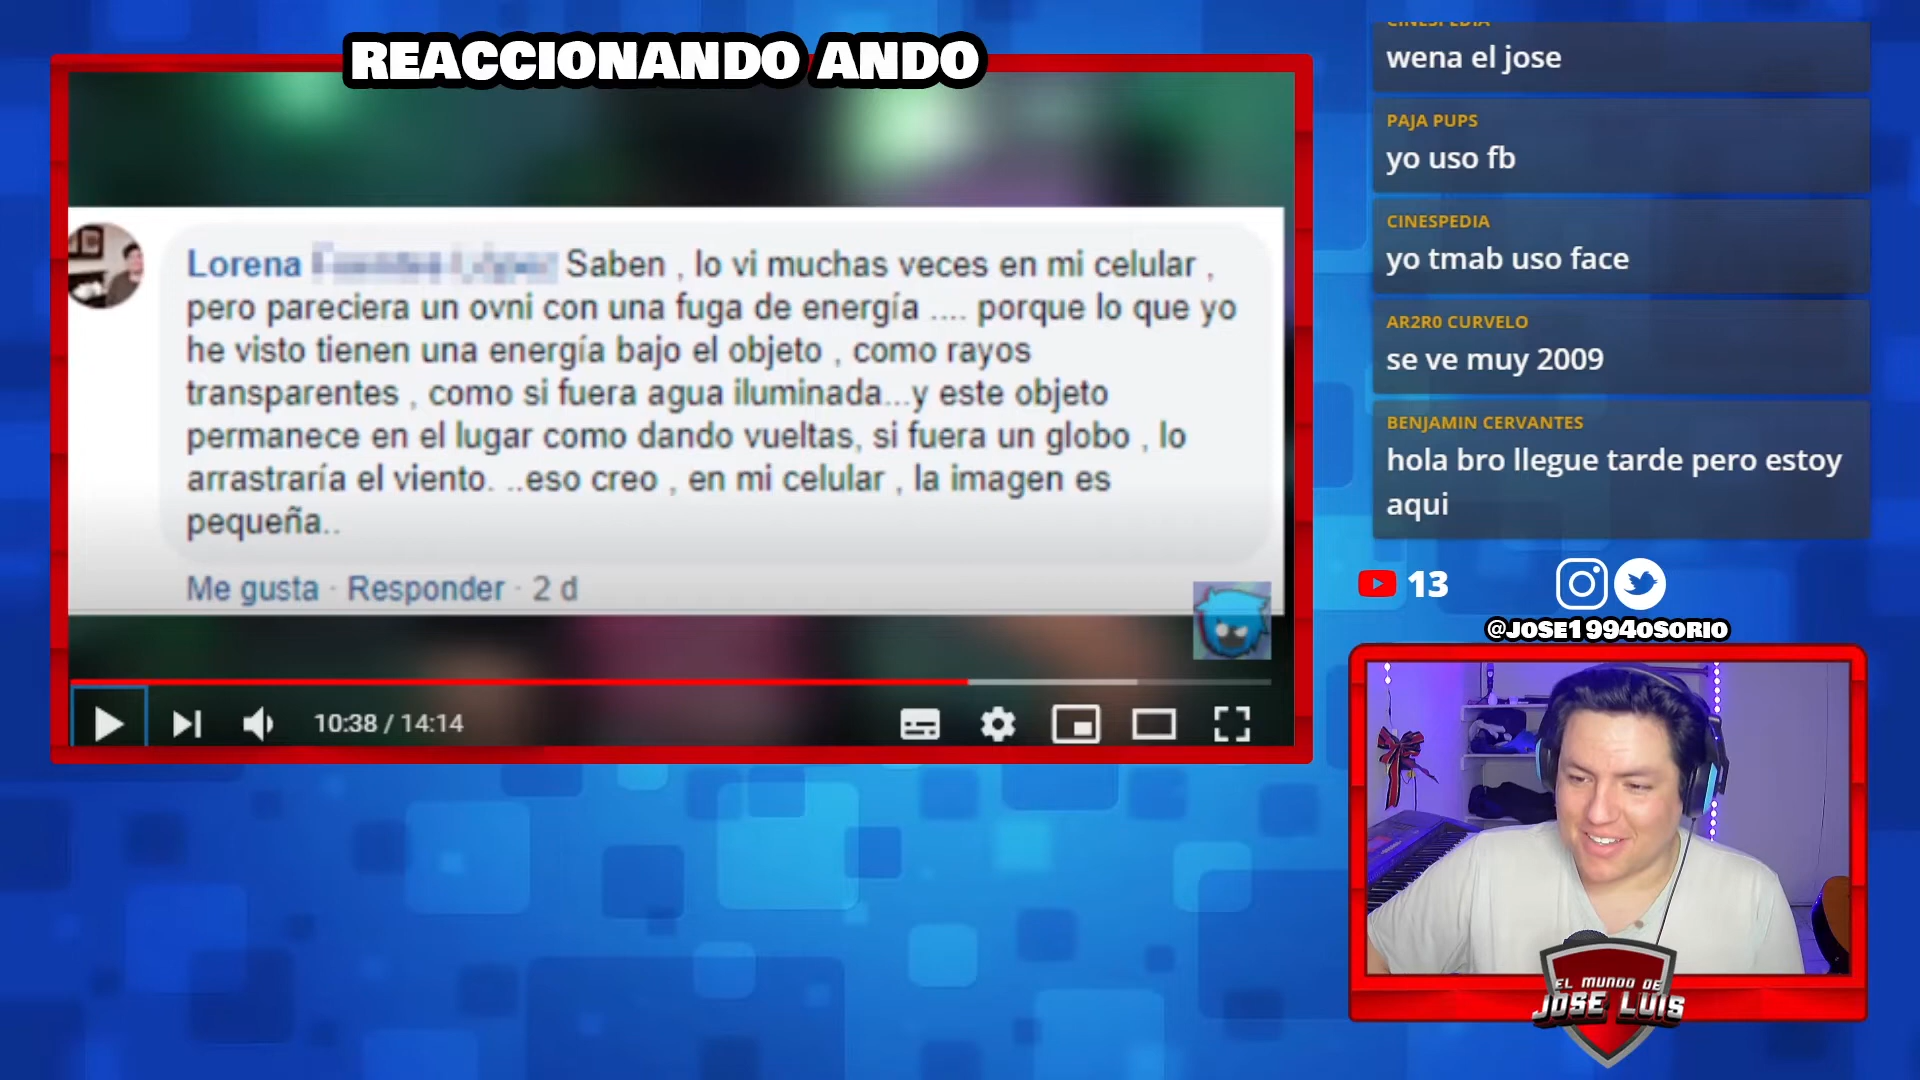 REACCIONANDO ANDO
Lorena Saben , lo vi muchas veces en mi celular ,
pero pareciera un ovni con una fuga de energía .... porque lo que yo
he visto tienen una energía bajo el objeto , como rayos
transparentes , como si fuera agua iluminada...y este objeto
permanece en el lugar como dando vueltas, si fuera un globo , lo
arrastraría el viento. ..eso creo , en mi celular , la imagen es
pequeña..
Me gusta · Responder · 2 d
10:38 / 14:14
CINESPEDIA
wena el jose
PAJA PUPS
yo uso fb
CINESPEDIA
yo tmab uso face
AR2R0 CURVELO
se ve muy 2009
BENJAMIN CERVANTES
hola bro llegue tarde pero estoy
aqui
13
@JOSE1994OSORIO
EL MUNDO DE
JOSE LUIS